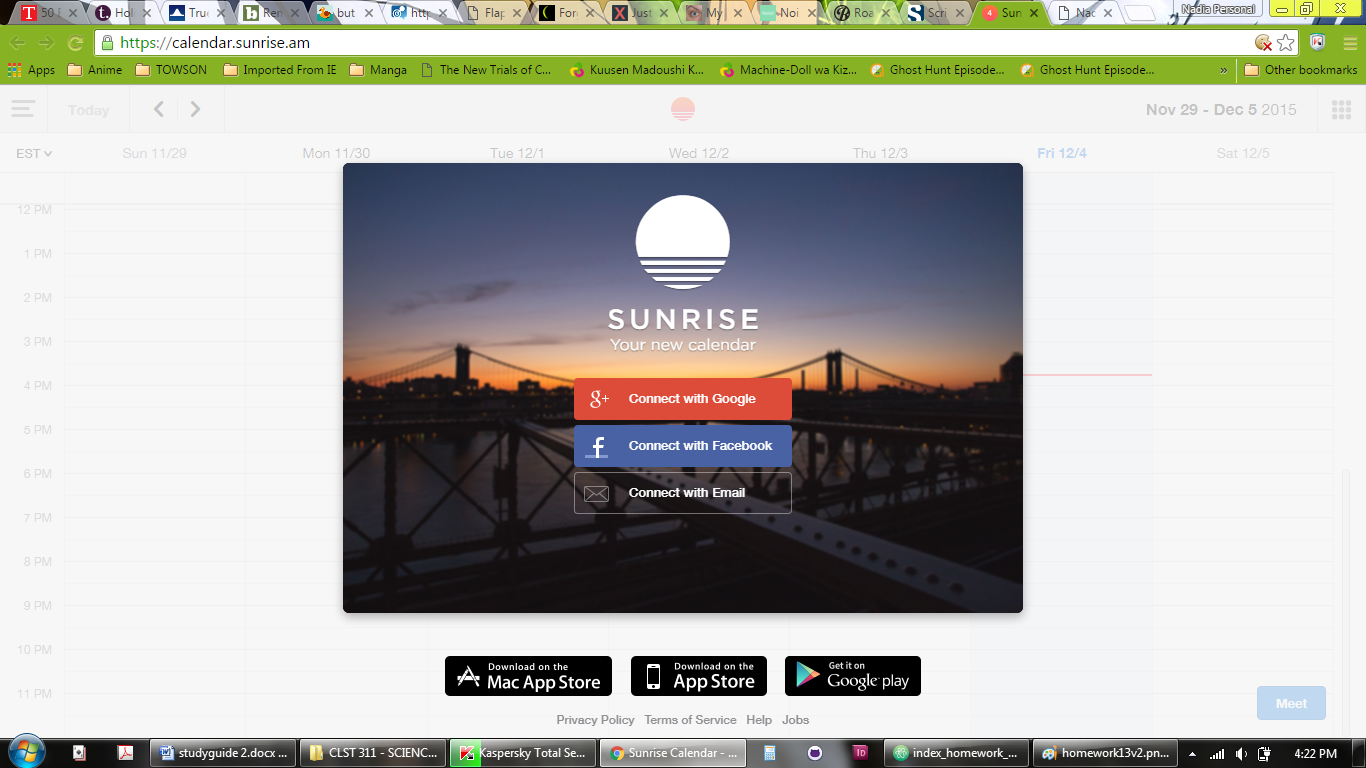 50 F
Hol
True
Ren
but
http
Flap
Forg
Just
My
Noi
Roa
Scri
Sun
Nac
Nadia Personal
https://calendar.sunrise.am
Apps Anime TOWSON Imported From IE Manga The New Trials of C... Kuusen Madoushi K... Machine-Doll wa Kiz... Ghost Hunt Episode... Ghost Hunt Episode... » Other bookmarks
Today
Nov 29 - Dec 5 2015
EST Sun 11/29 Mon 11/30 Tue 12/1 Wed 12/2 Thu 12/3 Fri 12/4 Sat 12/5
12 PM
1 PM
2 PM
3 PM
4 PM
5 PM
6 PM
7 PM
8 PM
9 PM
10 PM
11 PM
SUNRISE
Your new calendar
g+ Connect with Google
f Connect with Facebook
Connect with Email
Download on the
Mac App Store
Download on the
App Store
Get it on
Google play
Privacy Policy Terms of Service Help Jobs
Meet
studyguide 2.docx ... CLST 311 - SCIENC... Kaspersky Total Se... Sunrise Calendar - ... index_homework_... homework13v2.pn... 4:22 PM